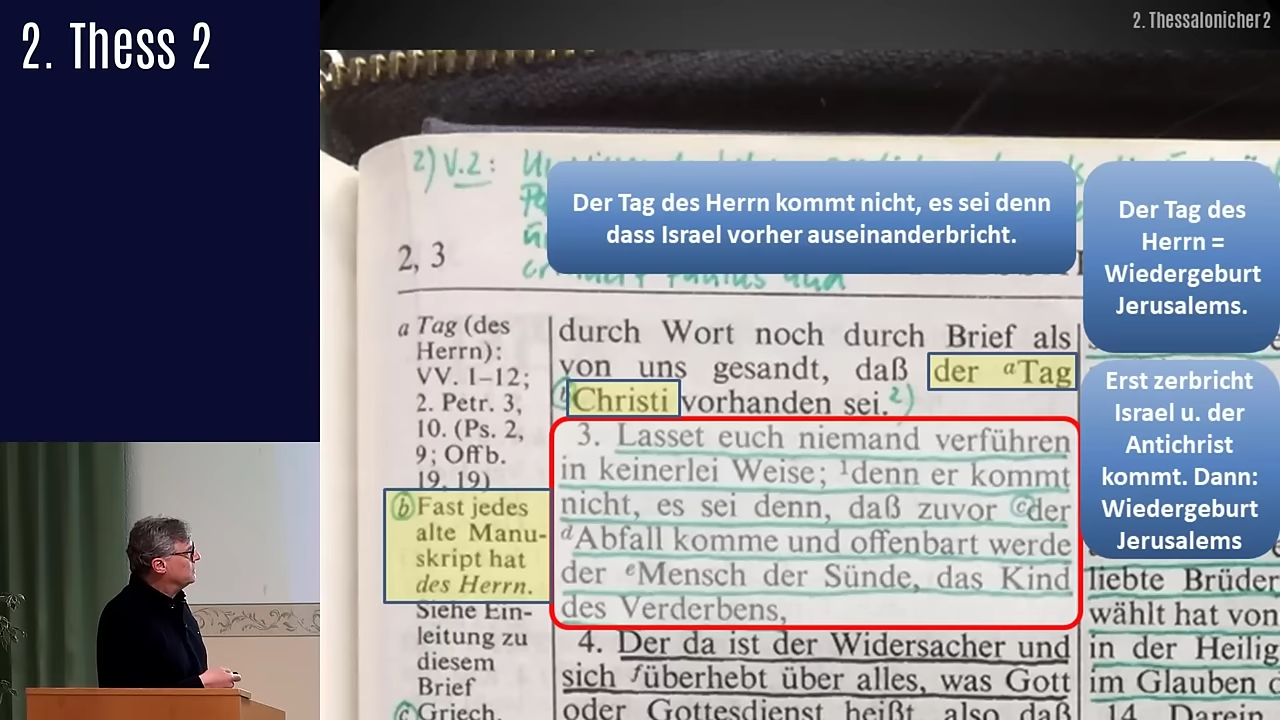 2. Thess 2
2. Thessalonicher 2
2) V.2:
Der Tag des Herrn kommt nicht, es sei denn
dass Israel vorher auseinanderbricht.
und
2, 3
Der Tag des
Herrn =
Wiedergeburt
Jerusalems.
Erst zerbricht
Israel u. der
Antichrist
kommt. Dann:
Wiedergeburt
Jerusalems
a Tag (des
Herrn):
VV. 1–12;
2. Petr. 3,
10. (Ps. 2,
9; Offb.
19, 19)
b Fast jedes
alte Manu-
skript hat
des Herrn.
Siehe Ein-
leitung zu
diesem
Brief
c Griech.
durch Wort noch durch Brief als
von uns gesandt, daß der aTag
bChristi vorhanden sei. 2)
3. Lasset euch niemand verführen
in keinerlei Weise; 1denn er kommt
nicht, es sei denn, daß zuvor cder
dAbfall komme und offenbart werde
der eMensch der Sünde, das Kind
des Verderbens,
4. Der da ist der Widersacher und
sich füberhebt über alles, was Gott
oder Gottesdienst heißt, also daß
liebte Brüder
wählt hat von
in der Heilig
im Glauben d
14. Darein